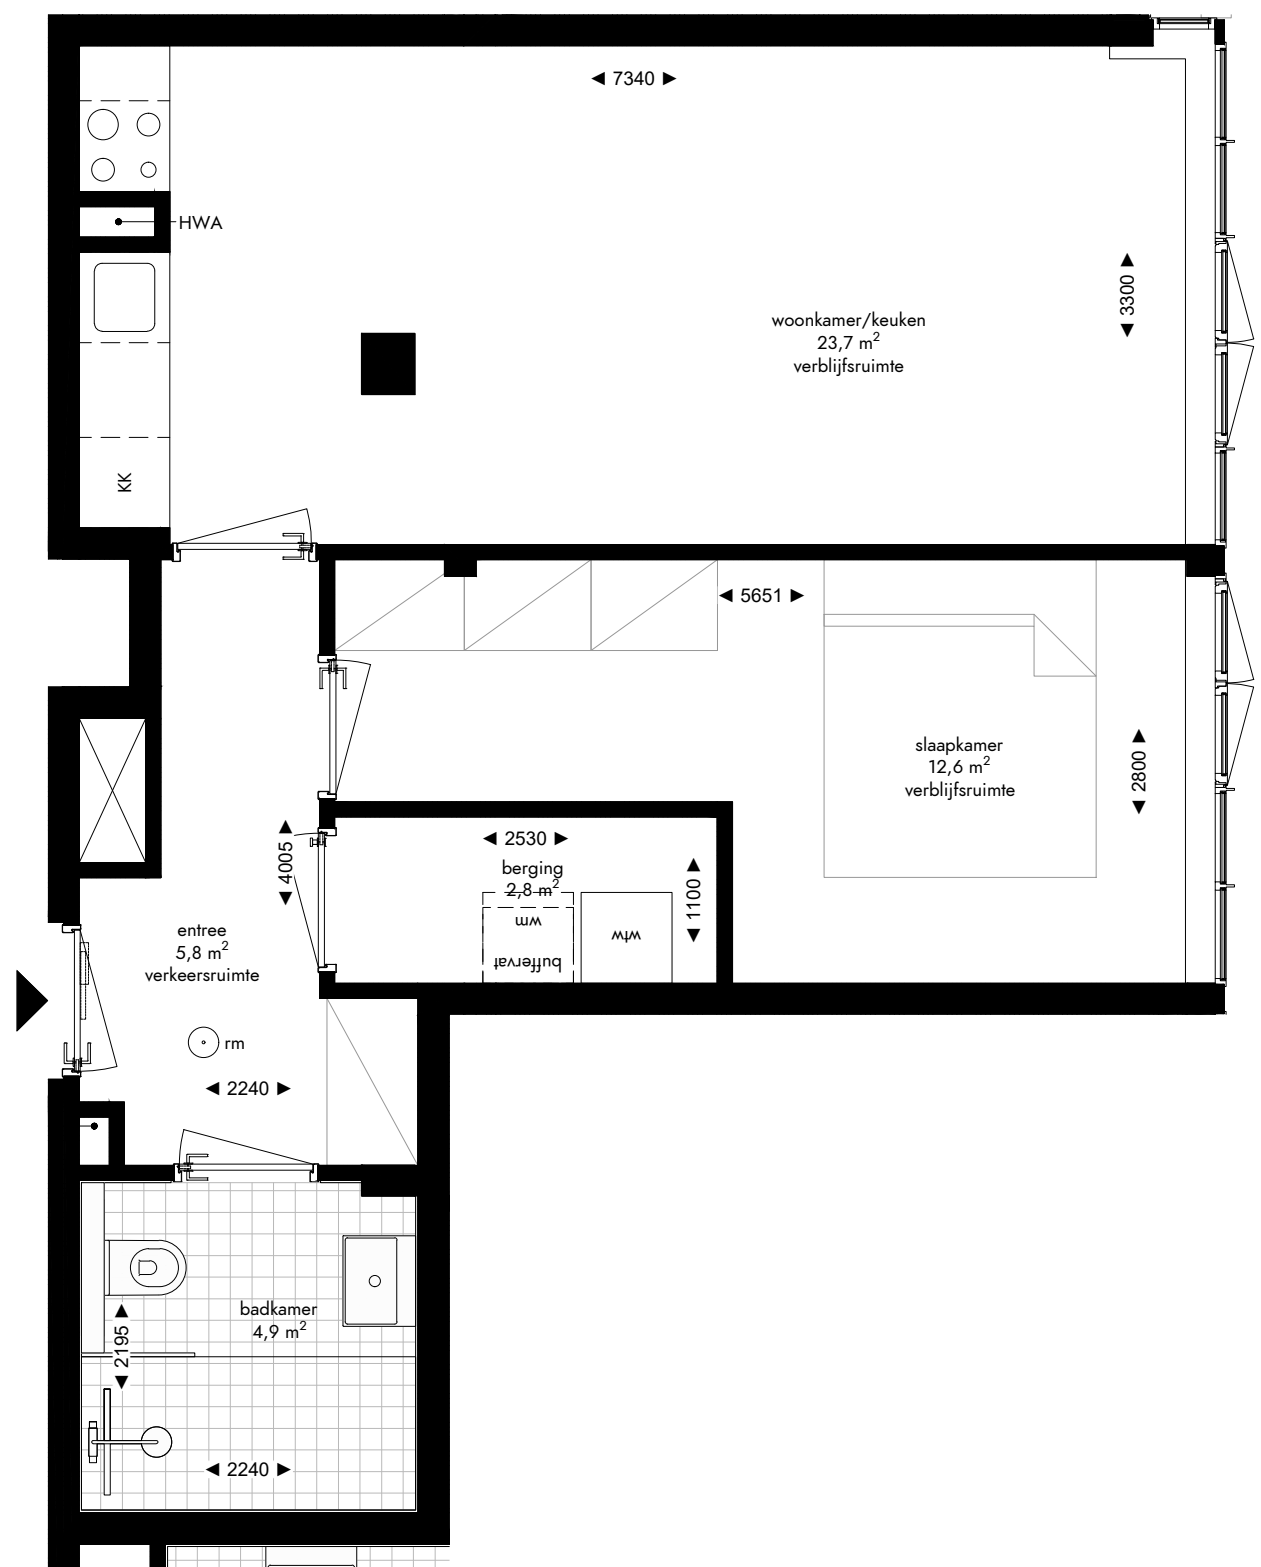 7340
HWA
3300
woonkamer/keuken
23,7 m²
verblijfsruimte
KK
5651
slaapkamer
12,6 m²
verblijfsruimte
2800
2530
berging
2,8 m²
1100
wm
buffervat
wtw
4005
entree
5,8 m²
verkeersruimte
rm
2240
badkamer
4,9 m²
2195
2240